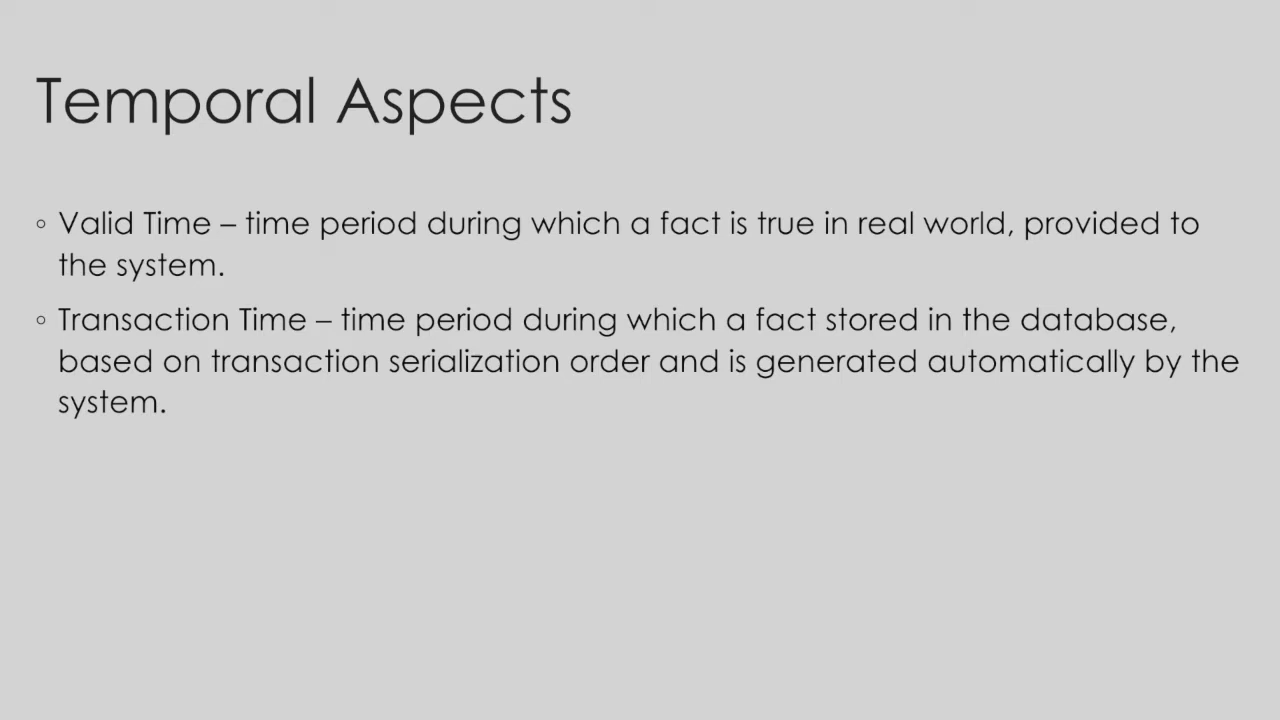 Temporal Aspects
◦ Valid Time – time period during which a fact is true in real world, provided to
the system.
◦ Transaction Time – time period during which a fact stored in the database,
based on transaction serialization order and is generated automatically by the
system.